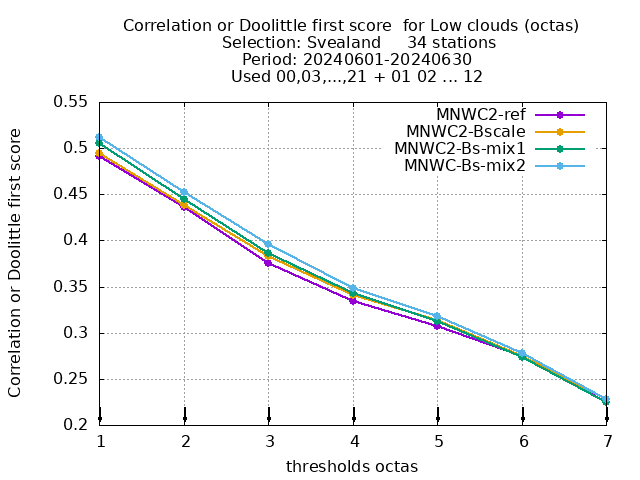 Correlation or Doolittle first score  for Low clouds (octas)
Selection: Svealand     34 stations
Period: 20240601-20240630
Used 00,03,...,21 + 01 02 ... 12
MNWC2-ref
MNWC2-Bscale
MNWC2-Bs-mix1
MNWC-Bs-mix2
Correlation or Doolittle first score
0.55
0.5
0.45
0.4
0.35
0.3
0.25
0.2
1 2 3 4 5 6 7
thresholds octas